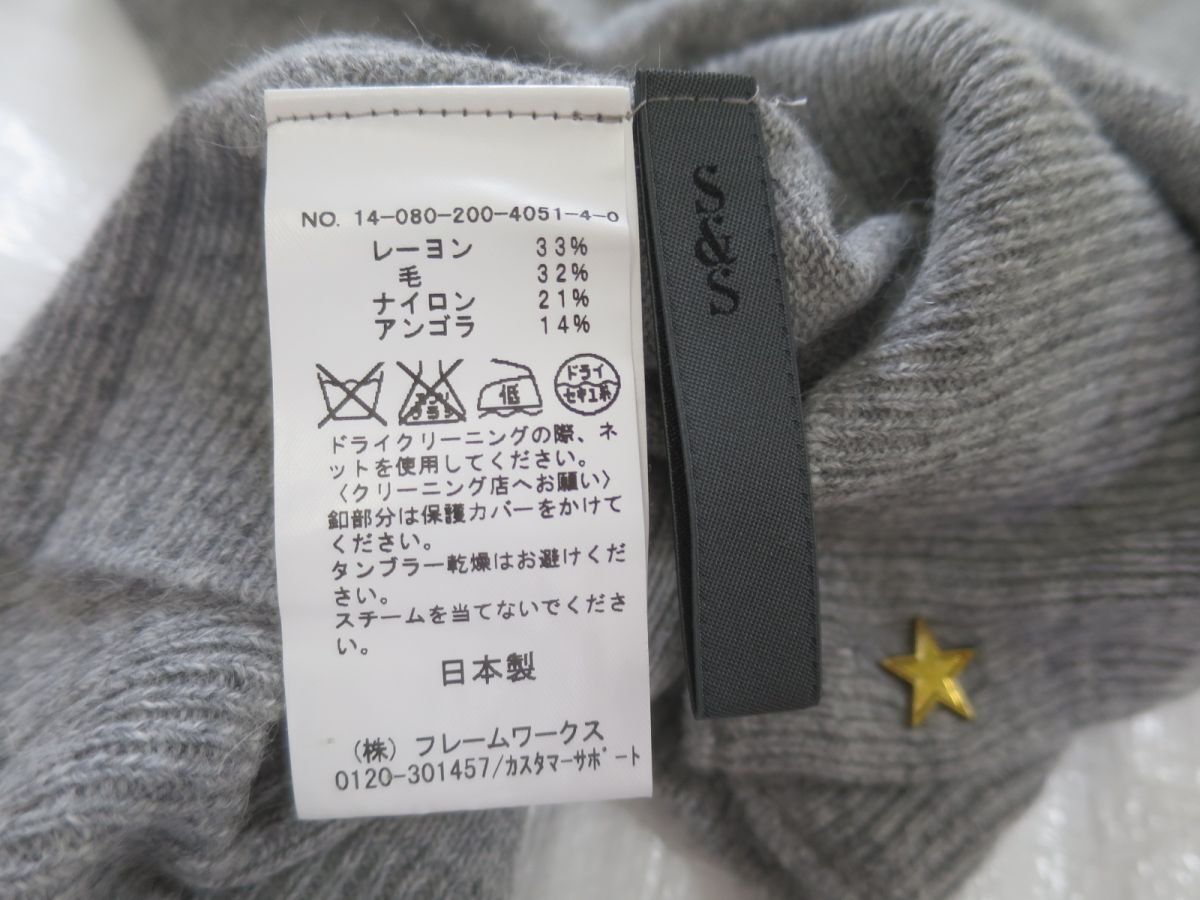 NO. 14-080-200-4051-4-0
レーヨン 33%
毛 32%
ナイロン 21%
アンゴラ 14%
エンソ
サラシ
低
ドライ
セキユ系
ドライクリーニングの際、ネ
ットを使用してください。
〈クリーニング店へお願い〉
釦部分は保護カバーをかけて
ください。
タンブラー乾燥はお避けくだ
さい。
スチームを当てないでくださ
い。
日本製
(株) フレームワークス
0120-301457/カスタマーサポート
S&S